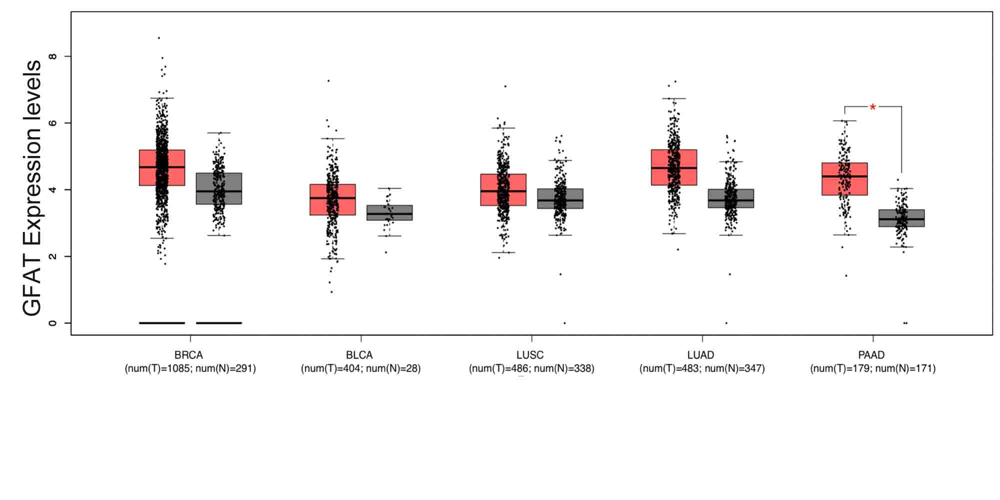 GFAT Expression levels
8
6
4
2
0
*
BRCA
(num(T)=1085; num(N)=291)
BLCA
(num(T)=404; num(N)=28)
LUSC
(num(T)=486; num(N)=338)
LUAD
(num(T)=483; num(N)=347)
PAAD
(num(T)=179; num(N)=171)